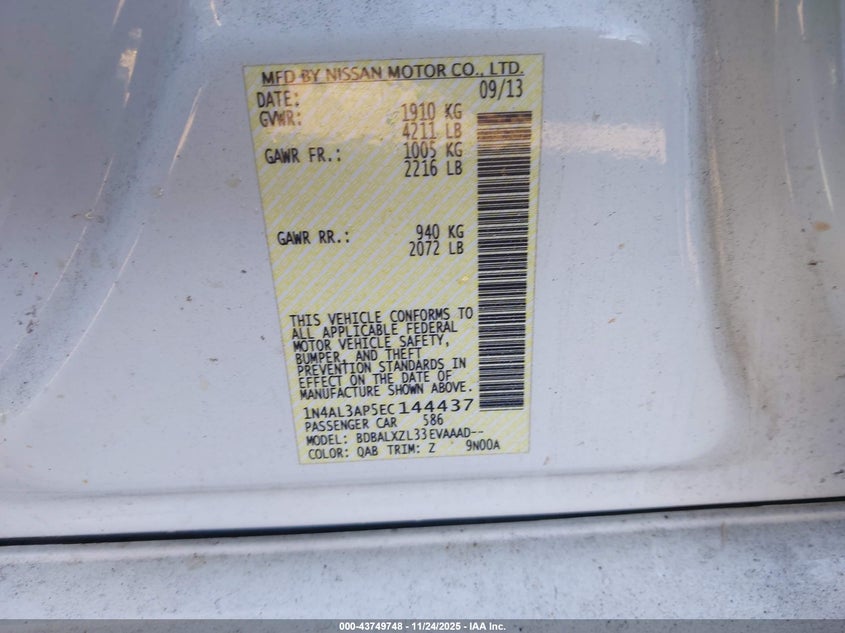 MFD BY NISSAN MOTOR CO., LTD.
DATE: 09/13
GVWR: 1910 KG
4211 LB
GAWR FR.: 1005 KG
2216 LB
GAWR RR.: 940 KG
2072 LB
THIS VEHICLE CONFORMS TO
ALL APPLICABLE FEDERAL
MOTOR VEHICLE SAFETY,
BUMPER, AND THEFT
PREVENTION STANDARDS IN
EFFECT ON THE DATE OF
MANUFACTURE SHOWN ABOVE.
1N4AL3AP5EC144437
PASSENGER CAR 586
MODEL: BDBALXZL33EVAAAD--
COLOR: QAB TRIM: Z 9N00A
000-43749748 - 11/24/2025 - IAA Inc.